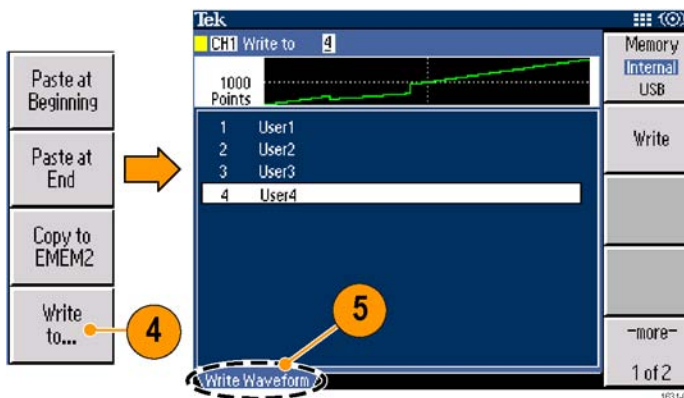 Paste at
Beginning
Paste at
End
Copy to
EMEM2
Write
to...
4
Tek
CH1 Write to 4
1000
Points
1 User1
2 User2
3 User3
4 User4
5
Write Waveform
Memory
Internal
USB
Write
-more-
1 of 2